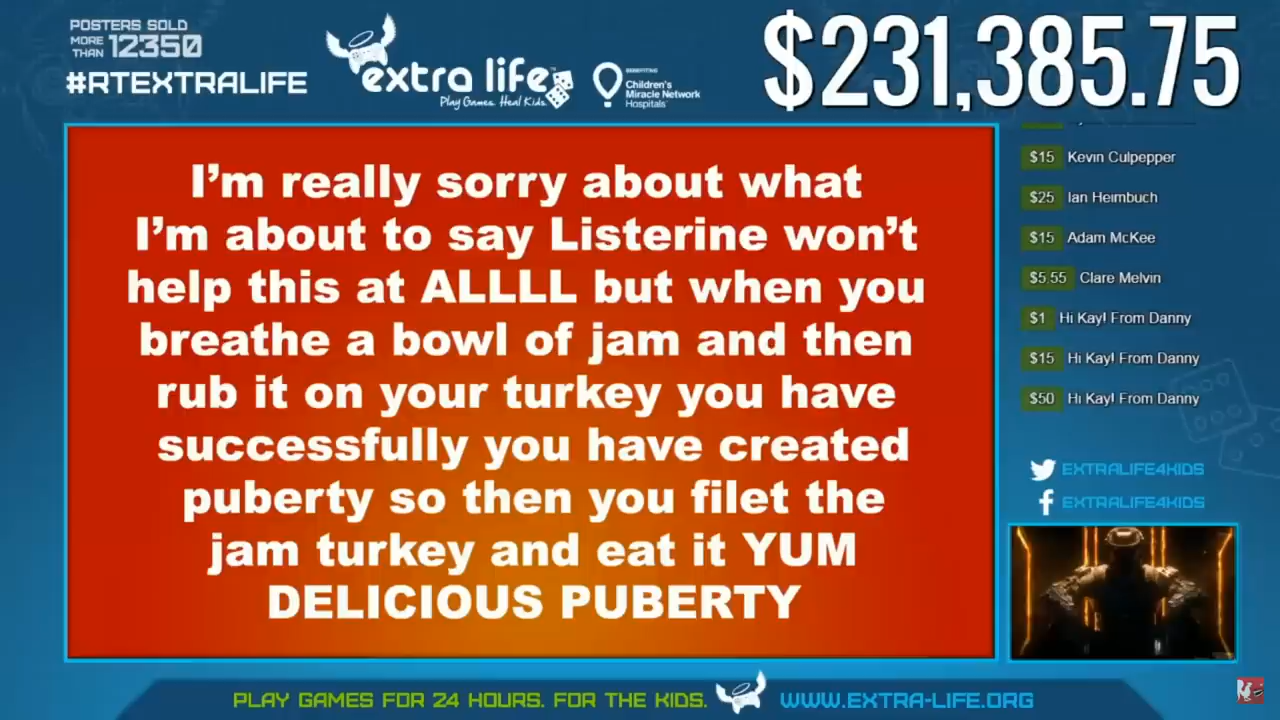 POSTERS SOLD
MORE THAN 12350
#RTEXTRALIFE
extra life
Play Games. Heal Kids.
BENEFITING
Children's
Miracle Network
Hospitals
$231,385.75
I'm really sorry about what
I'm about to say Listerine won't
help this at ALLLL but when you
breathe a bowl of jam and then
rub it on your turkey you have
successfully you have created
puberty so then you filet the
jam turkey and eat it YUM
DELICIOUS PUBERTY
$15 Kevin Culpepper
$25 Ian Heimbuch
$15 Adam McKee
$5.55 Clare Melvin
$1 Hi Kay! From Danny
$15 Hi Kay! From Danny
$50 Hi Kay! From Danny
EXTRALIFE4KIDS
EXTRALIFE4KIDS
PLAY GAMES FOR 24 HOURS. FOR THE KIDS.
WWW.EXTRA-LIFE.ORG